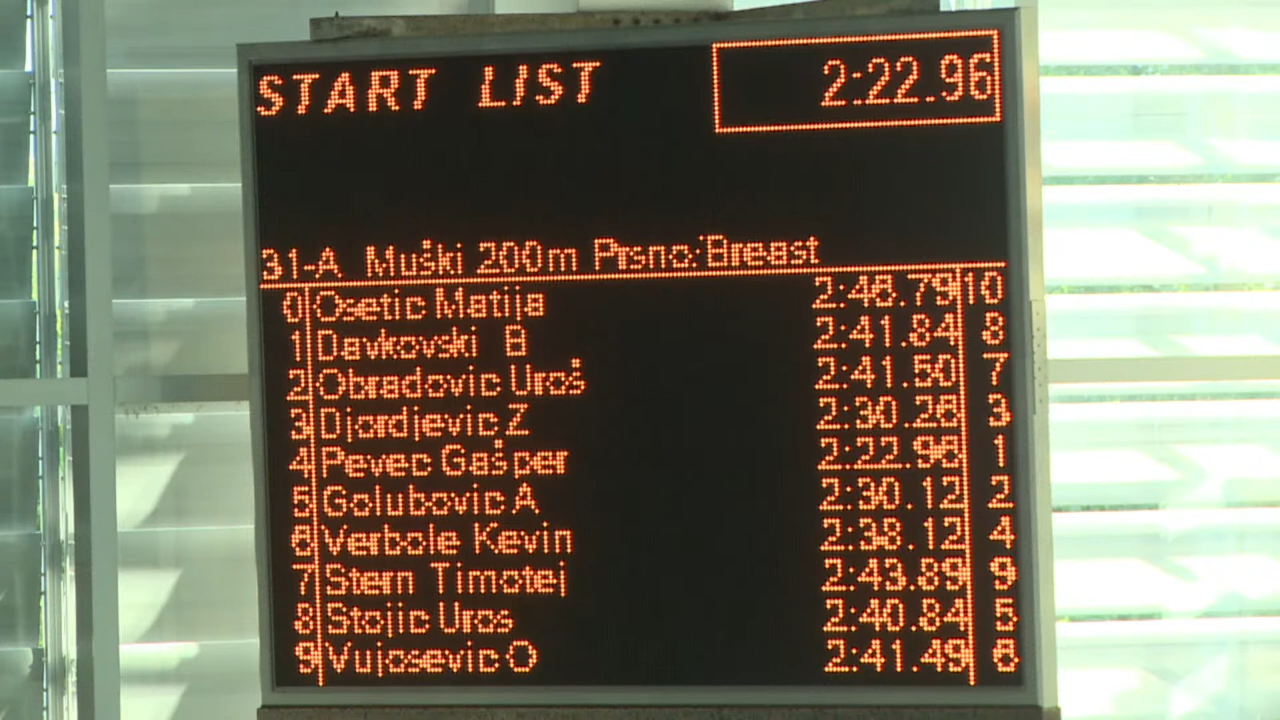 START LIST 2:22.96
31-A Muški 200m Prsno/Breast
0 Osetic Matija 2:46.79 10
1 Davkovski B 2:41.84 8
2 Obradovic Uroš 2:41.50 7
3 Djordjevic Z 2:30.26 3
4 Pevec Gašper 2:22.96 1
5 Golubovic A 2:30.12 2
6 Verbole Kevin 2:38.12 4
7 Stern Timotej 2:43.89 9
8 Stojic Uros 2:40.84 5
9 Vujosevic O 2:41.49 6